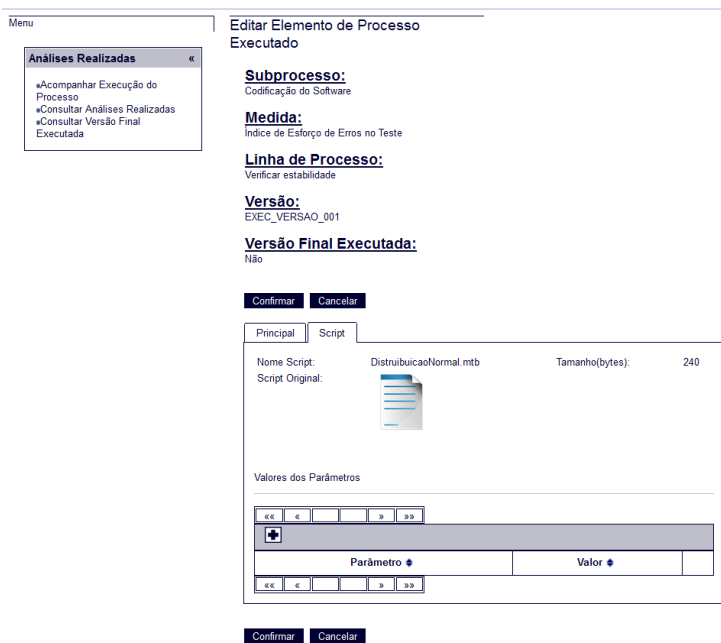 Menu
Análises Realizadas «
Acompanhar Execução do
Processo
Consultar Análises Realizadas
Consultar Versão Final
Executada
Editar Elemento de Processo
Executado
Subprocesso:
Codificação do Software
Medida:
Índice de Esforço de Erros no Teste
Linha de Processo:
Verificar estabilidade
Versão:
EXEC_VERSAO_001
Versão Final Executada:
Não
Confirmar Cancelar
Principal Script
Nome Script: DistruibuicaoNormal.mtb Tamanho(bytes): 240
Script Original:
Valores dos Parâmetros
«« « » »»
Parâmetro Valor
«« « » »»
Confirmar Cancelar